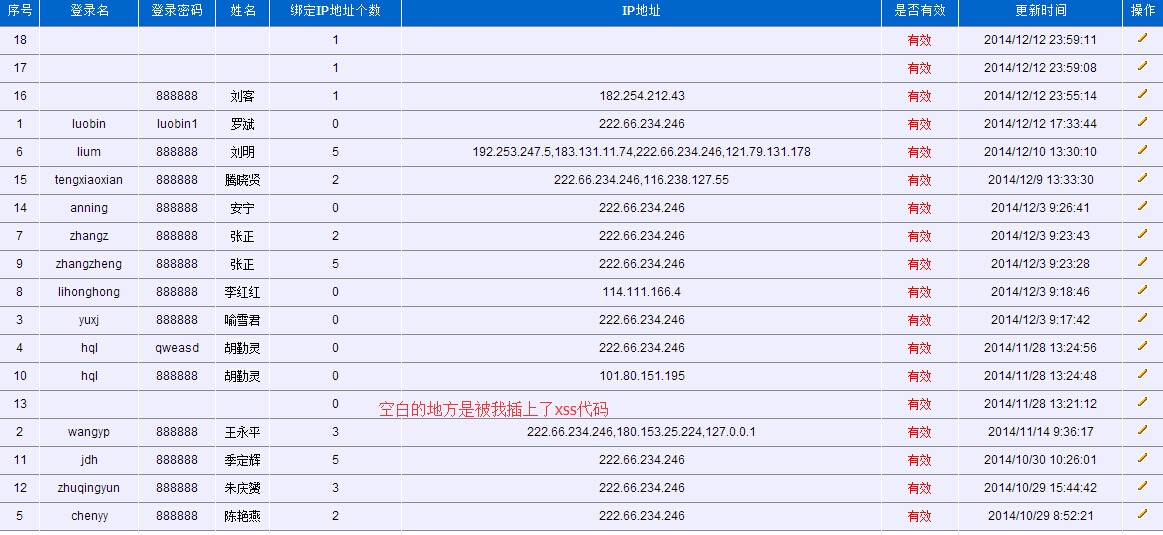 序号 登录名 登录密码 姓名 绑定IP地址个数 IP地址 是否有效 更新时间 操作
18 1 有效 2014/12/12 23:59:11
17 1 有效 2014/12/12 23:59:08
16 888888 刘客 1 182.254.212.43 有效 2014/12/12 23:55:14
1 luobin luobin1 罗斌 0 222.66.234.246 有效 2014/12/12 17:33:44
6 lium 888888 刘明 5 192.253.247.5,183.131.11.74,222.66.234.246,121.79.131.178 有效 2014/12/10 13:30:10
15 tengxiaoxian 888888 腾晓贤 2 222.66.234.246,116.238.127.55 有效 2014/12/9 13:33:30
14 anning 888888 安宁 0 222.66.234.246 有效 2014/12/3 9:26:41
7 zhangz 888888 张正 2 222.66.234.246 有效 2014/12/3 9:23:43
9 zhangzheng 888888 张正 5 222.66.234.246 有效 2014/12/3 9:23:28
8 lihonghong 888888 李红红 0 114.111.166.4 有效 2014/12/3 9:18:46
3 yuxj 888888 喻雪君 0 222.66.234.246 有效 2014/12/3 9:17:42
4 hql qweasd 胡勤灵 0 222.66.234.246 有效 2014/11/28 13:24:56
10 hql 888888 胡勤灵 0 101.80.151.195 有效 2014/11/28 13:24:48
13 0 空白的地方是被我插上了xss代码 有效 2014/11/28 13:21:12
2 wangyp 888888 王永平 3 222.66.234.246,180.153.25.224,127.0.0.1 有效 2014/11/14 9:36:17
11 jdh 888888 季定辉 5 222.66.234.246 有效 2014/10/30 10:26:01
12 zhuqingyun 888888 朱庆赟 3 222.66.234.246 有效 2014/10/29 15:44:42
5 chenyy 888888 陈艳燕 2 222.66.234.246 有效 2014/10/29 8:52:21